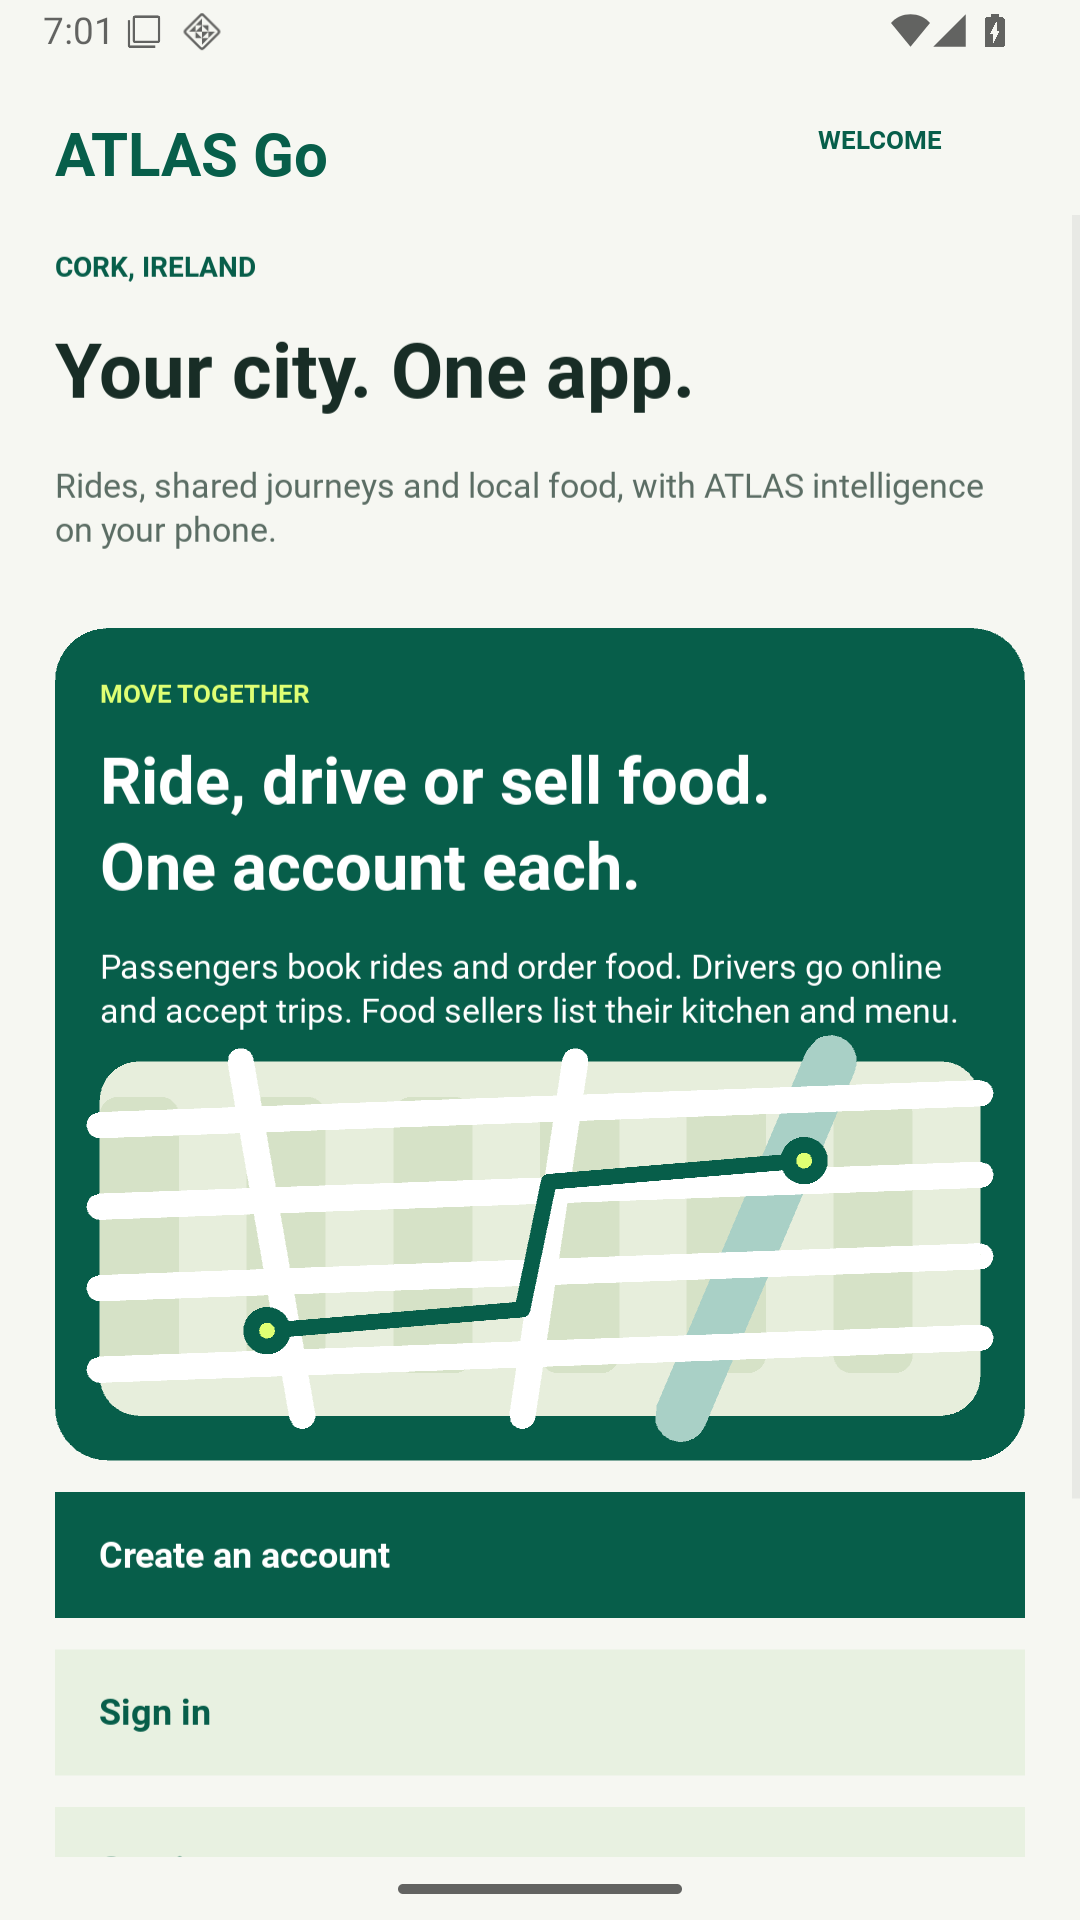 7:01
ATLAS Go
WELCOME
CORK, IRELAND
Your city. One app.
Rides, shared journeys and local food, with ATLAS intelligence
on your phone.
MOVE TOGETHER
Ride, drive or sell food.
One account each.
Passengers book rides and order food. Drivers go online
and accept trips. Food sellers list their kitchen and menu.
Create an account
Sign in